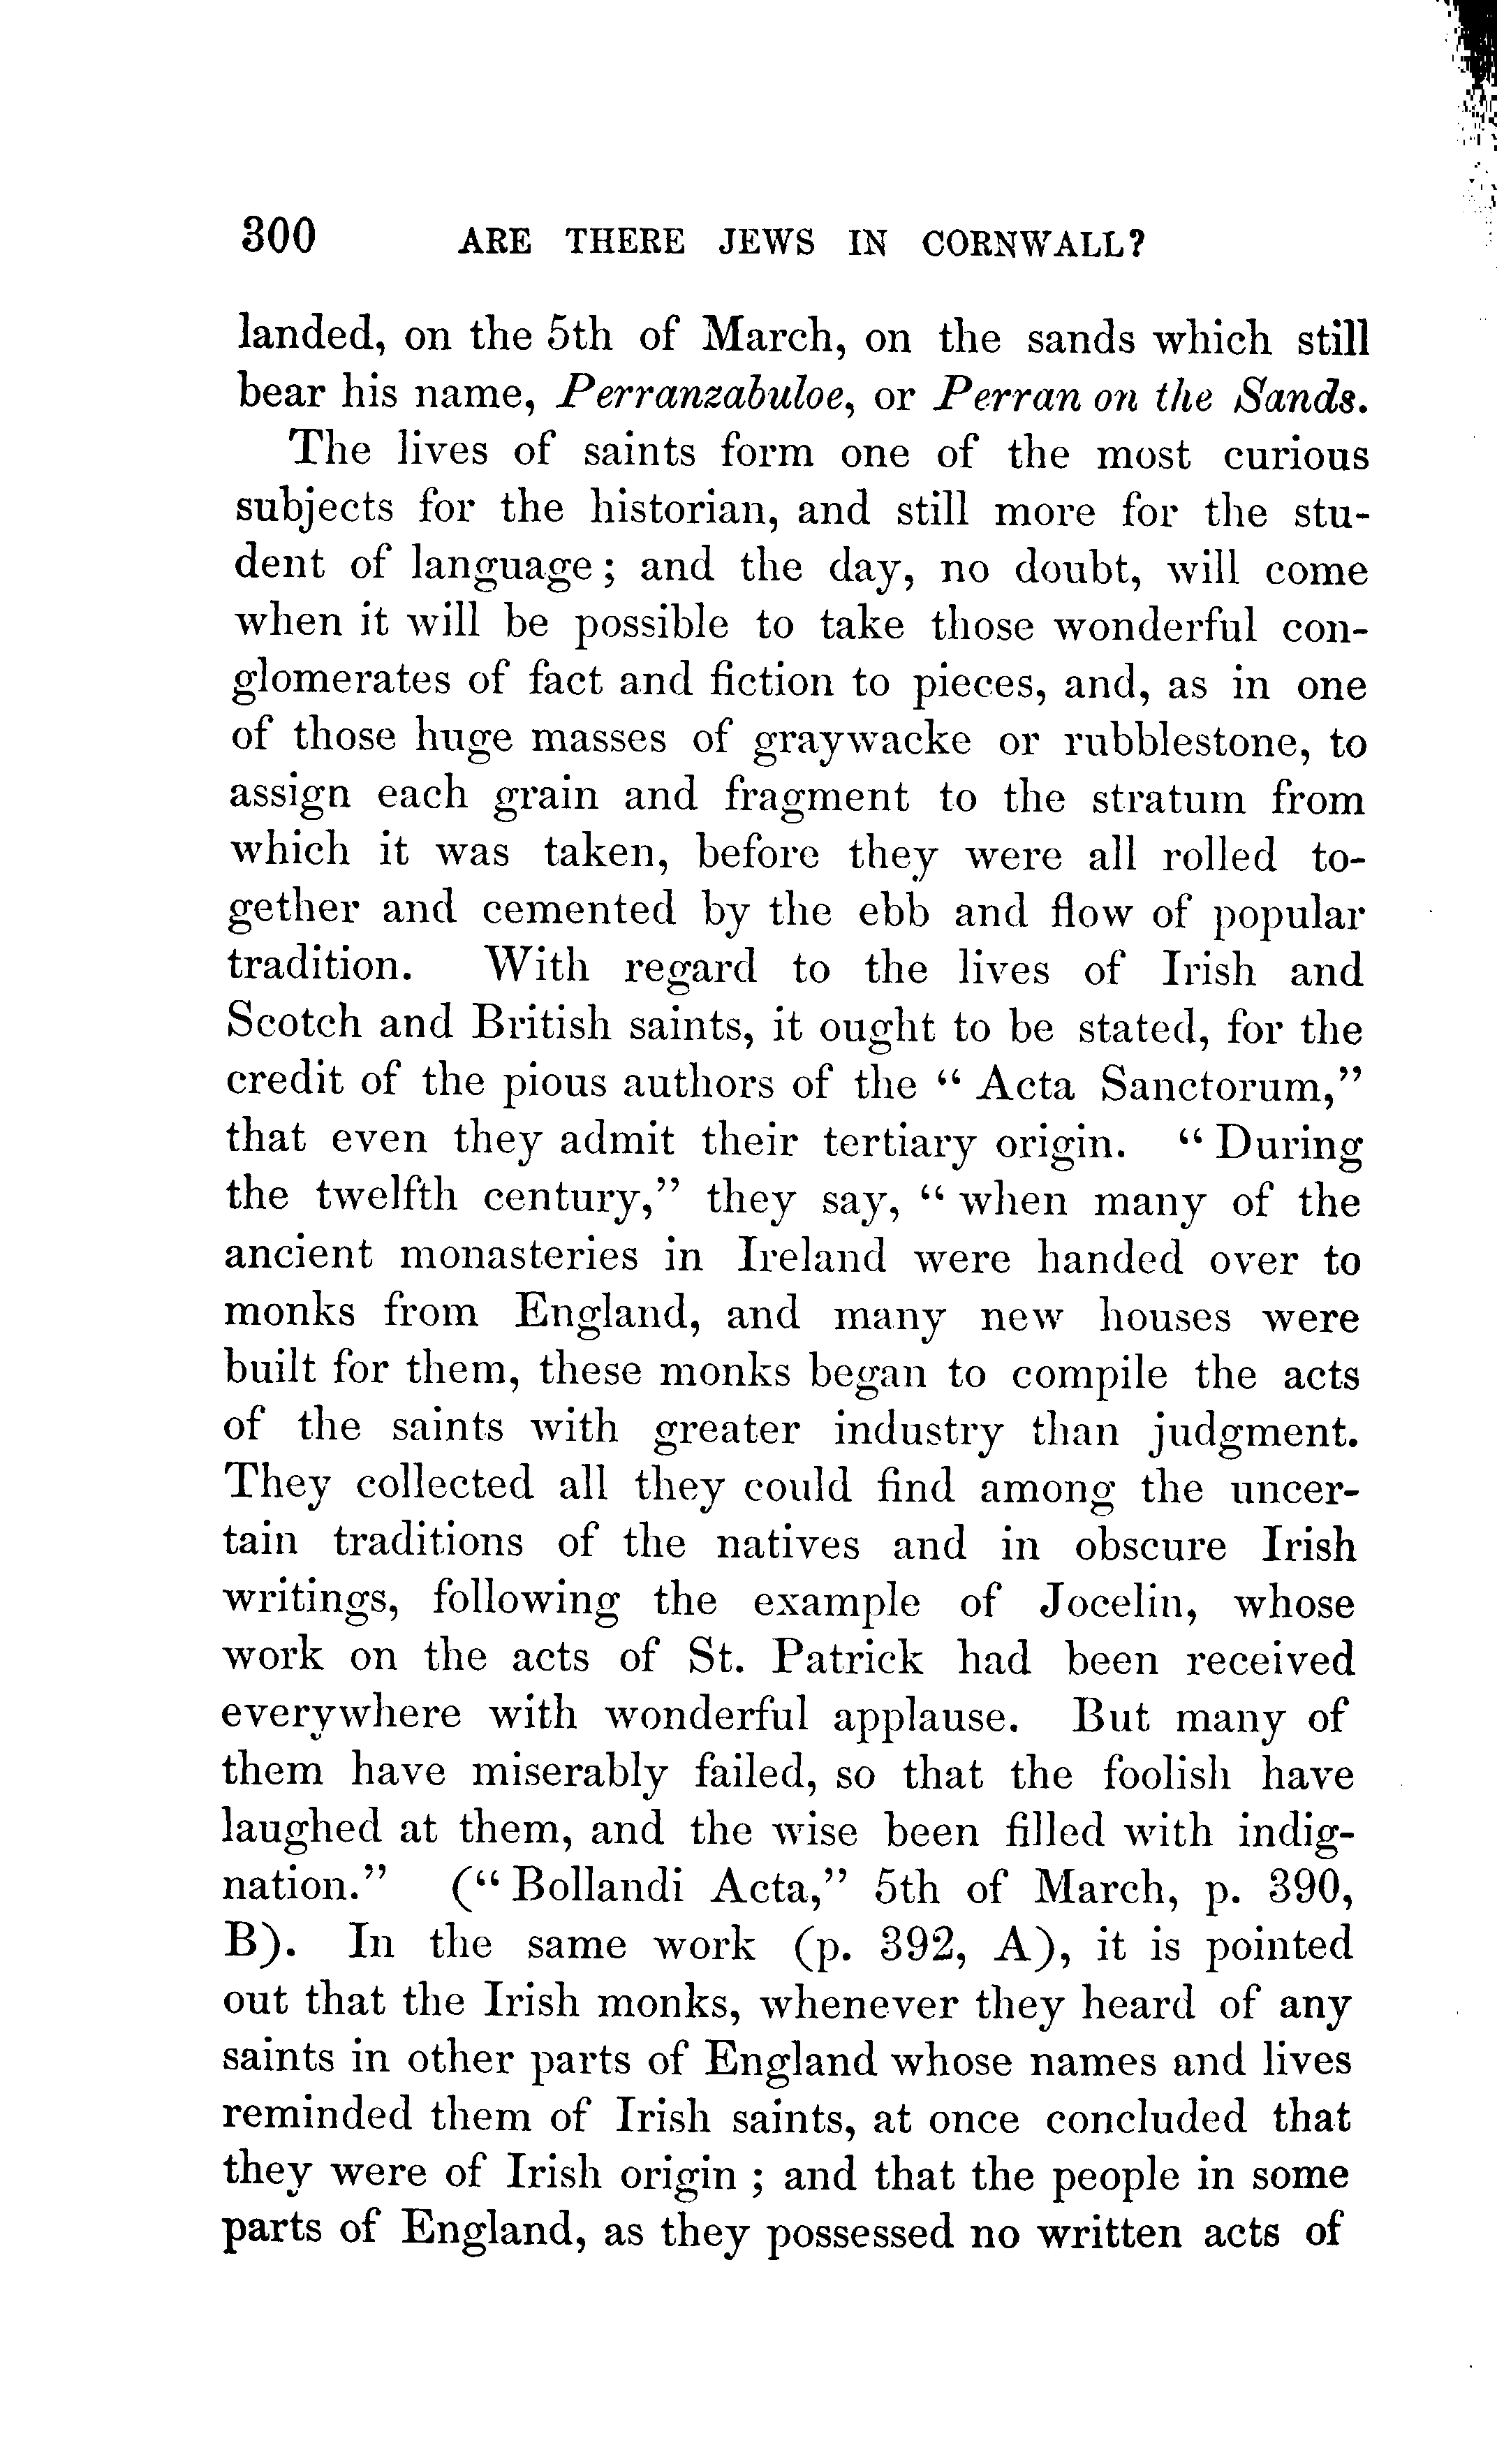 300 ARE THERE JEWS IN CORNWALL?
landed, on the 5th of March, on the sands which still
bear his name, Perranzabuloe, or Perran on the Sands.
The lives of saints form one of the most curious
subjects for the historian, and still more for the stu-
dent of language; and the day, no doubt, will come
when it will be possible to take those wonderful con-
glomerates of fact and fiction to pieces, and, as in one
of those huge masses of graywacke or rubblestone, to
assign each grain and fragment to the stratum from
which it was taken, before they were all rolled to-
gether and cemented by the ebb and flow of popular
tradition. With regard to the lives of Irish and
Scotch and British saints, it ought to be stated, for the
credit of the pious authors of the “ Acta Sanctorum,”
that even they admit their tertiary origin. “ During
the twelfth century,” they say, “ when many of the
ancient monasteries in Ireland were handed over to
monks from England, and many new houses were
built for them, these monks began to compile the acts
of the saints with greater industry than judgment.
They collected all they could find among the uncer-
tain traditions of the natives and in obscure Irish
writings, following the example of Jocelin, whose
work on the acts of St. Patrick had been received
everywhere with wonderful applause. But many of
them have miserably failed, so that the foolish have
laughed at them, and the wise been filled with indig-
nation.” (“ Bollandi Acta,” 5th of March, p. 390,
B). In the same work (p. 392, A), it is pointed
out that the Irish monks, whenever they heard of any
saints in other parts of England whose names and lives
reminded them of Irish saints, at once concluded that
they were of Irish origin ; and that the people in some
parts of England, as they possessed no written acts of